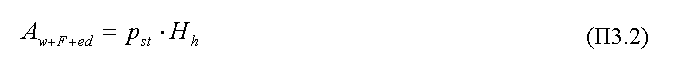 A_{w+F+ed} = p_{st} · H_h (П3.2)